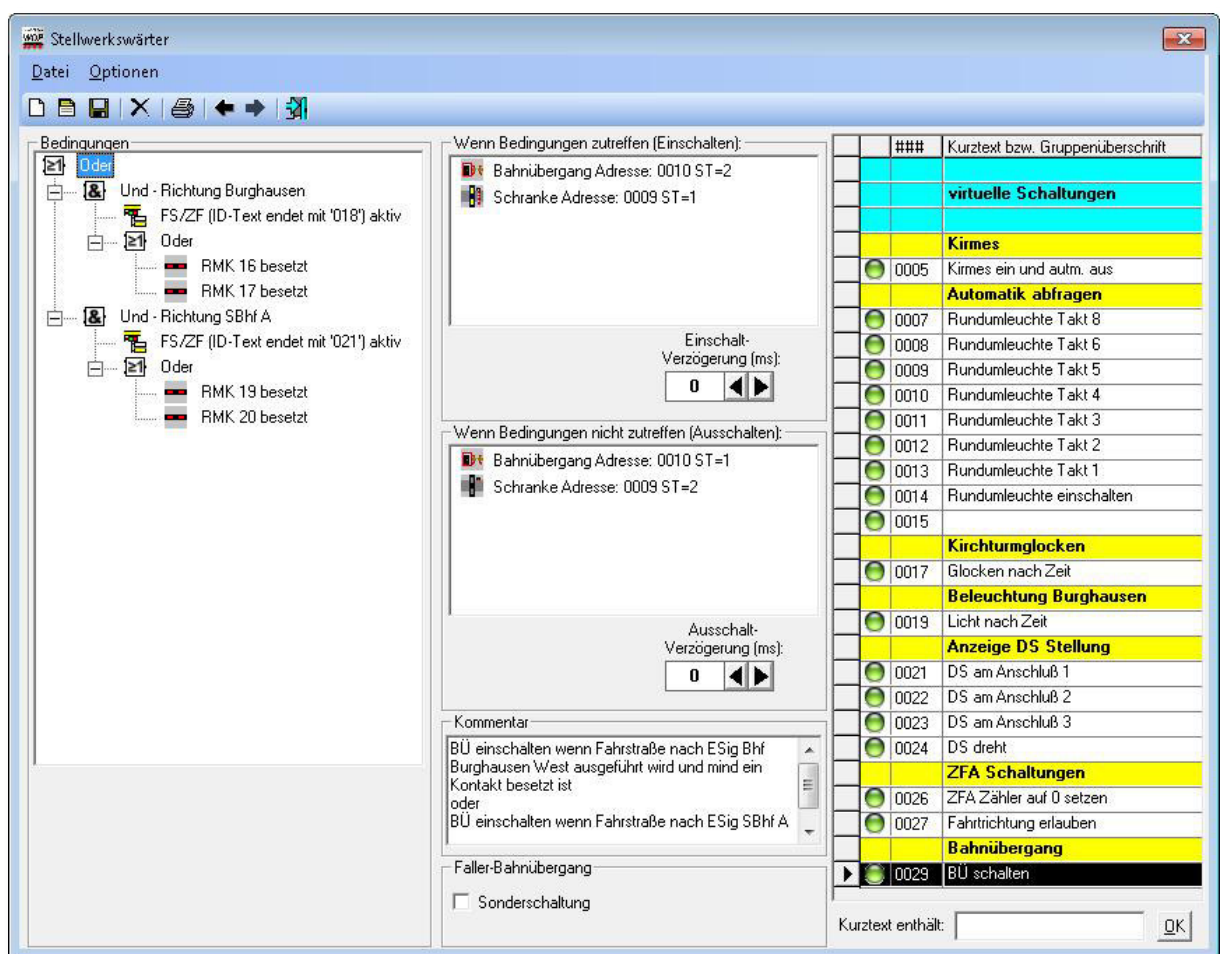 Stellwerkswärter
Datei Optionen
Bedingungen
≥1 Oder
& Und - Richtung Burghausen
FS/ZF (ID-Text endet mit '018') aktiv
≥1 Oder
RMK 16 besetzt
RMK 17 besetzt
& Und - Richtung SBhf A
FS/ZF (ID-Text endet mit '021') aktiv
≥1 Oder
RMK 19 besetzt
RMK 20 besetzt
Wenn Bedingungen zutreffen (Einschalten):
Bahnübergang Adresse: 0010 ST=2
Schranke Adresse: 0009 ST=1
Einschalt-
Verzögerung (ms):
0
Wenn Bedingungen nicht zutreffen (Ausschalten):
Bahnübergang Adresse: 0010 ST=1
Schranke Adresse: 0009 ST=2
Ausschalt-
Verzögerung (ms):
0
Kommentar
BÜ einschalten wenn Fahrstraße nach ESig Bhf
Burghausen West ausgeführt wird und mind ein
Kontakt besetzt ist
oder
BÜ einschalten wenn Fahrstraße nach ESig SBhf A
Faller-Bahnübergang
Sonderschaltung
### Kurztext bzw. Gruppenüberschrift
virtuelle Schaltungen
Kirmes
0005 Kirmes ein und autm. aus
Automatik abfragen
0007 Rundumleuchte Takt 8
0008 Rundumleuchte Takt 6
0009 Rundumleuchte Takt 5
0010 Rundumleuchte Takt 4
0011 Rundumleuchte Takt 3
0012 Rundumleuchte Takt 2
0013 Rundumleuchte Takt 1
0014 Rundumleuchte einschalten
0015
Kirchturmglocken
0017 Glocken nach Zeit
Beleuchtung Burghausen
0019 Licht nach Zeit
Anzeige DS Stellung
0021 DS am Anschluß 1
0022 DS am Anschluß 2
0023 DS am Anschluß 3
0024 DS dreht
ZFA Schaltungen
0026 ZFA Zähler auf 0 setzen
0027 Fahrtrichtung erlauben
Bahnübergang
0029 BÜ schalten
Kurztext enthält: OK